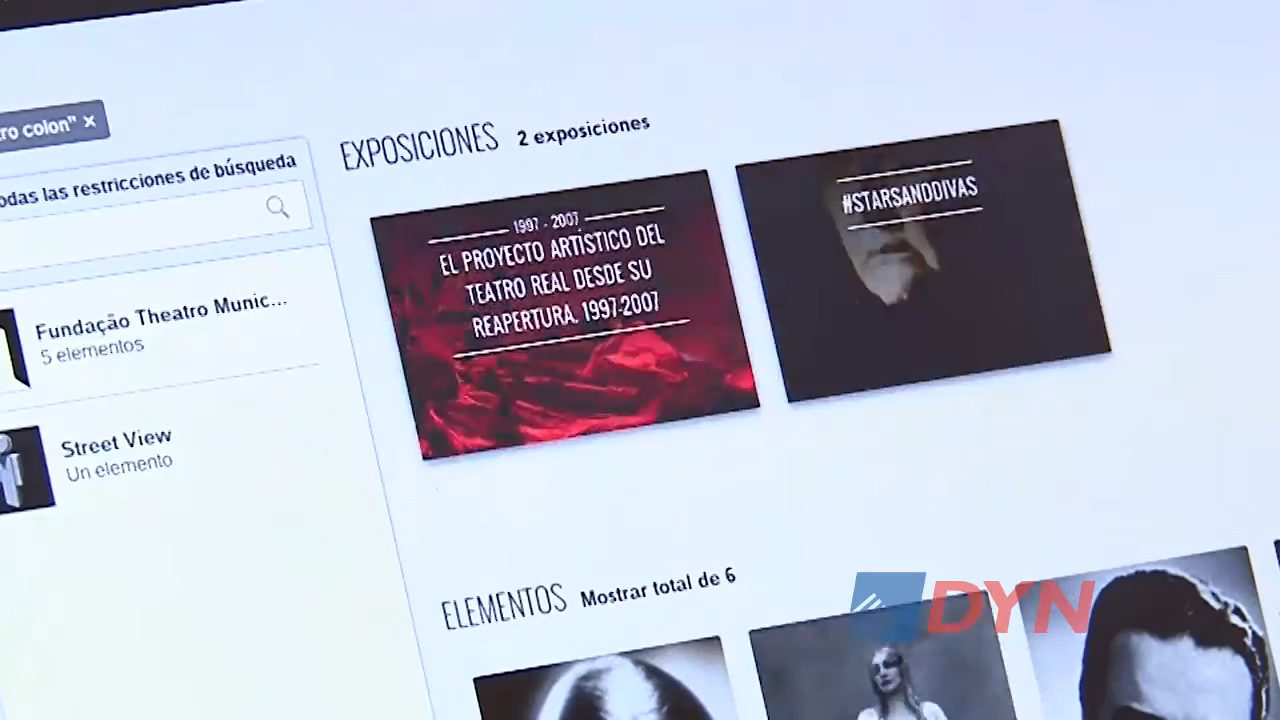 ro colon" ×
odas las restricciones de búsqueda
Fundação Theatro Munic...
5 elementos
Street View
Un elemento
EXPOSICIONES 2 exposiciones
1997 - 2007
EL PROYECTO ARTÍSTICO DEL
TEATRO REAL DESDE SU
REAPERTURA, 1997-2007
#STARSANDDIVAS
ELEMENTOS Mostrar total de 6
DYN